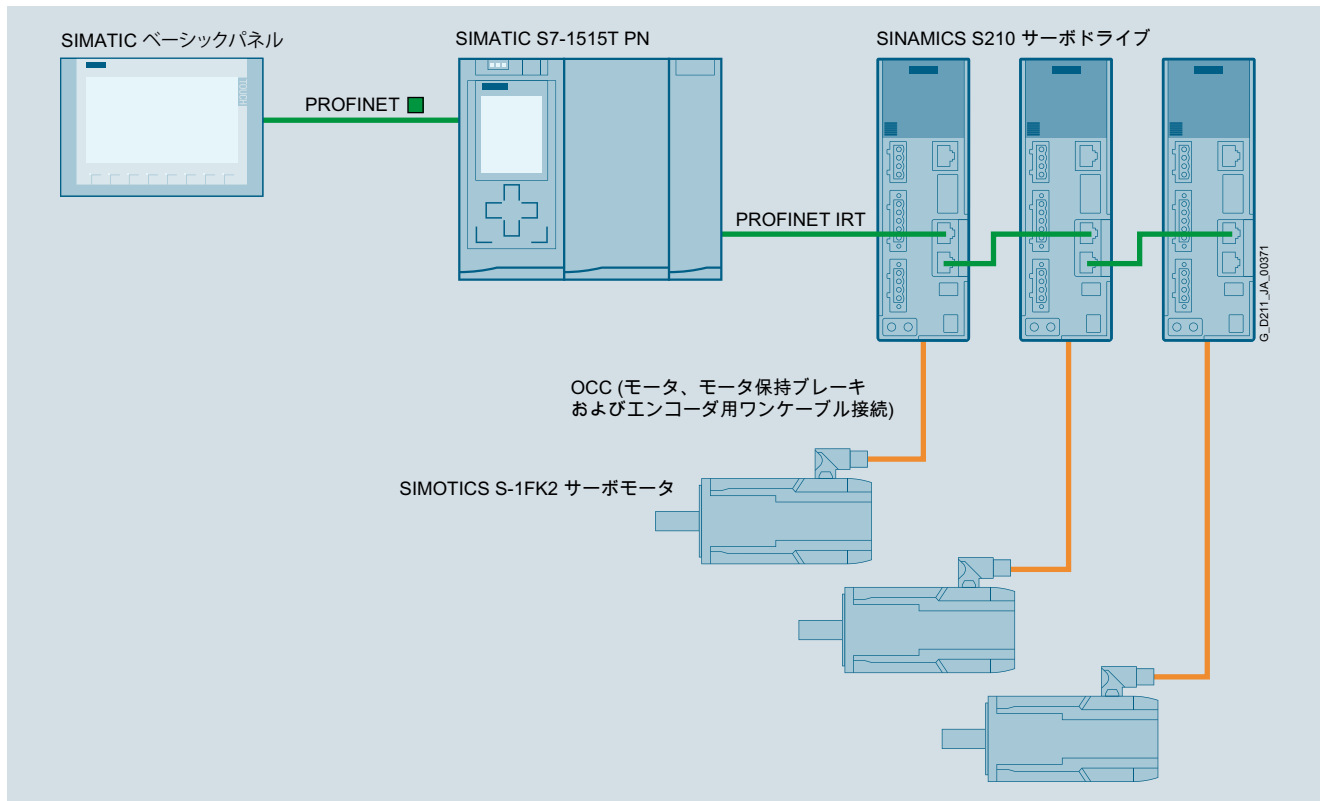 SIMATIC ベーシックパネル
SIMATIC S7-1515T PN
SINAMICS S210 サーボドライブ
TOUCH
PROFINET
PROFINET IRT
G_D211_JA_00371
OCC (モータ、モータ保持ブレーキ
およびエンコーダ用ワンケーブル接続)
SIMOTICS S-1FK2 サーボモータ